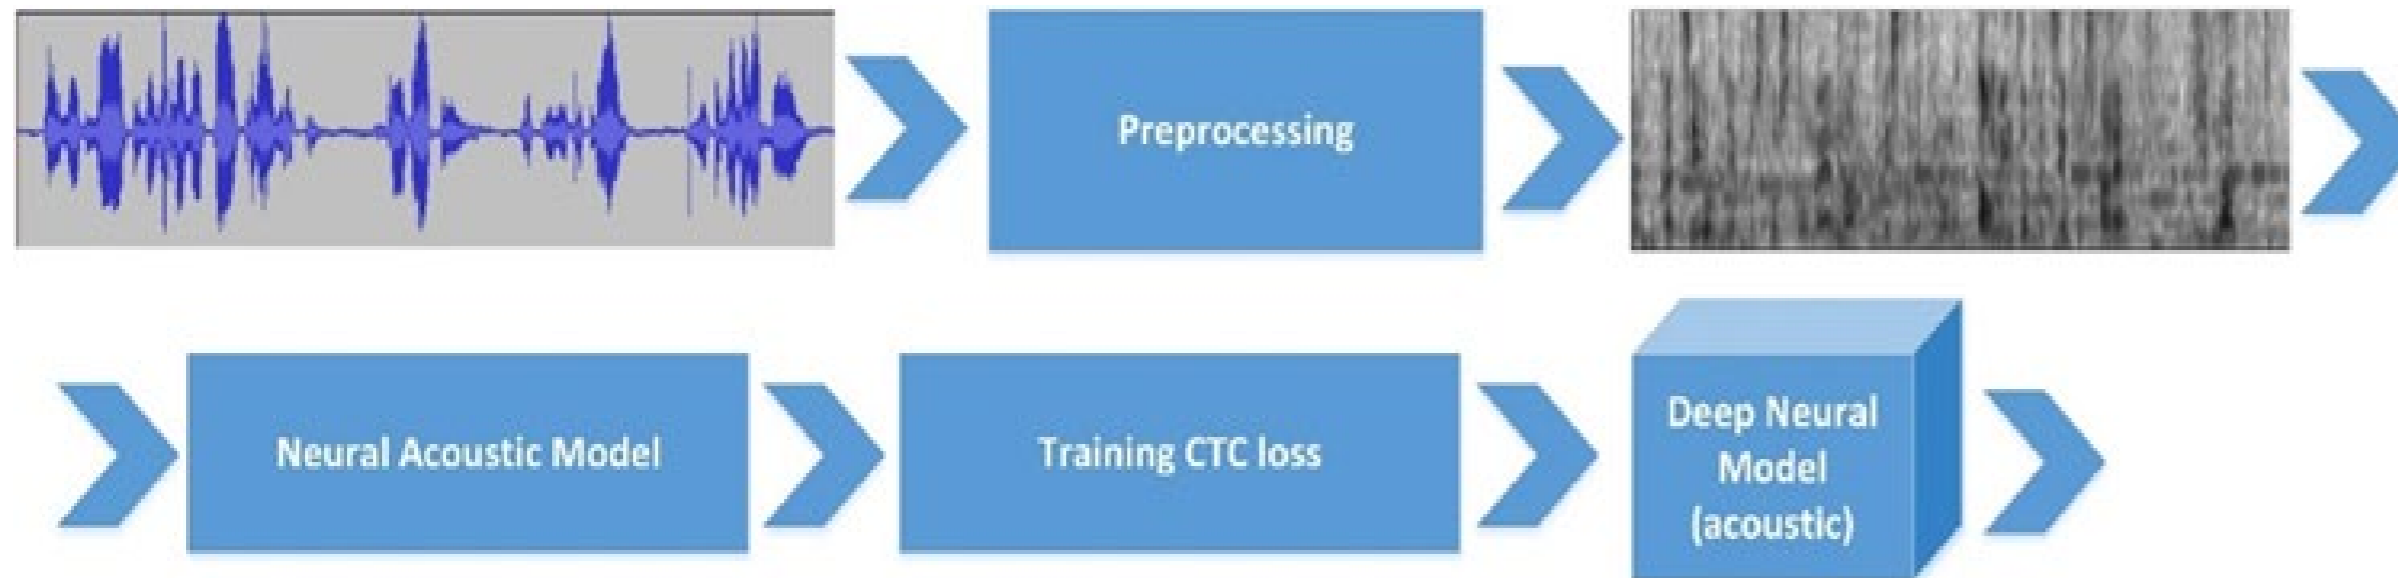 Preprocessing
Neural Acoustic Model
Training CTC loss
Deep Neural
Model
(acoustic)